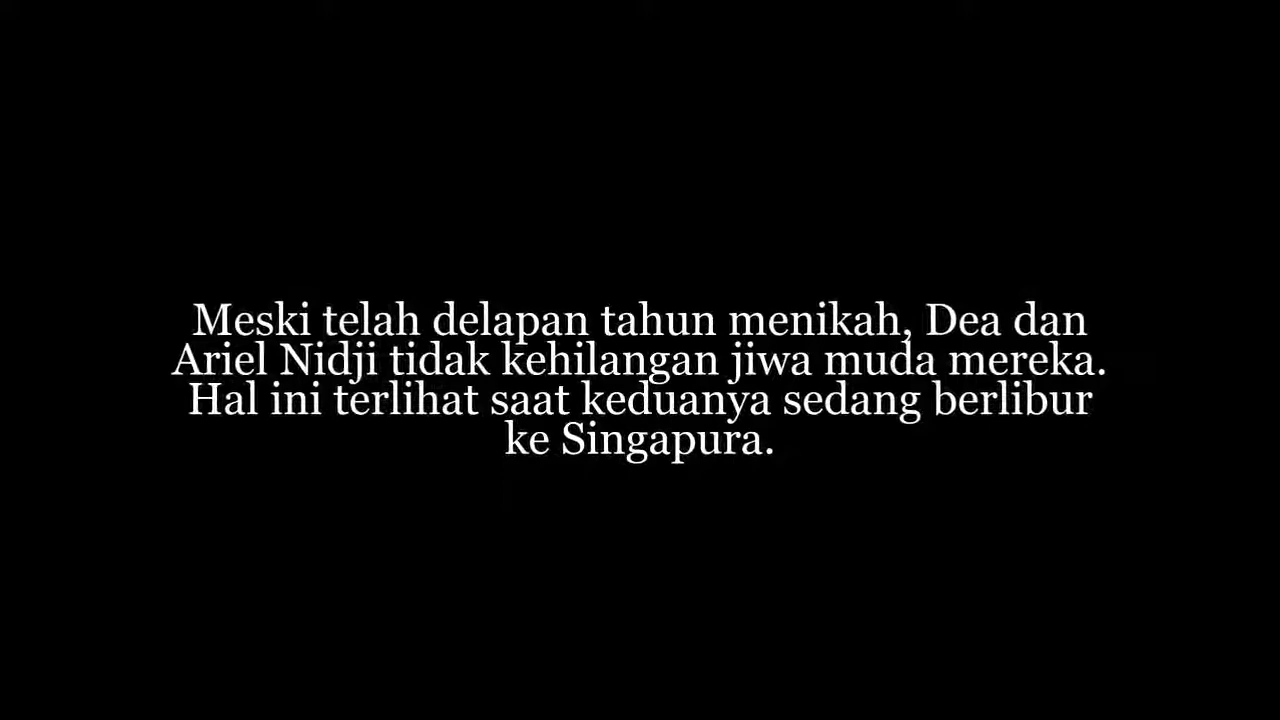 Meski telah delapan tahun menikah, Dea dan
Ariel Nidji tidak kehilangan jiwa muda mereka.
Hal ini terlihat saat keduanya sedang berlibur
ke Singapura.